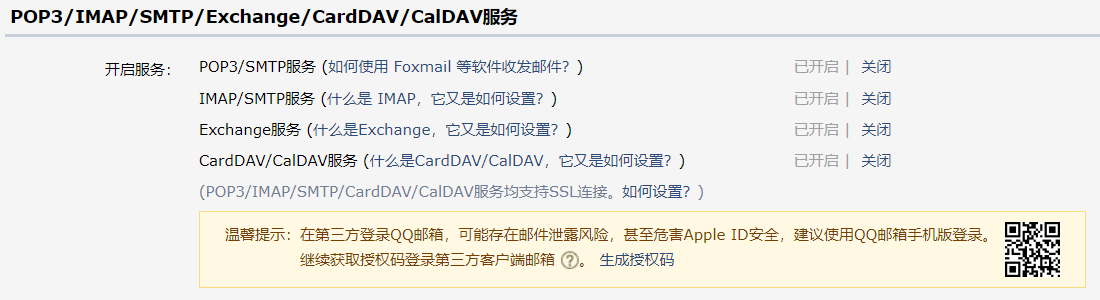 POP3/IMAP/SMTP/Exchange/CardDAV/CalDAV服务
开启服务： POP3/SMTP服务 (如何使用 Foxmail 等软件收发邮件？) 已开启 | 关闭
IMAP/SMTP服务 (什么是 IMAP，它又是如何设置？) 已开启 | 关闭
Exchange服务 (什么是Exchange，它又是如何设置？) 已开启 | 关闭
CardDAV/CalDAV服务 (什么是CardDAV/CalDAV，它又是如何设置？) 已开启 | 关闭
(POP3/IMAP/SMTP/CardDAV/CalDAV服务均支持SSL连接。如何设置？)
温馨提示：在第三方登录QQ邮箱，可能存在邮件泄露风险，甚至危害Apple ID安全，建议使用QQ邮箱手机版登录。
继续获取授权码登录第三方客户端邮箱 ? 。 生成授权码